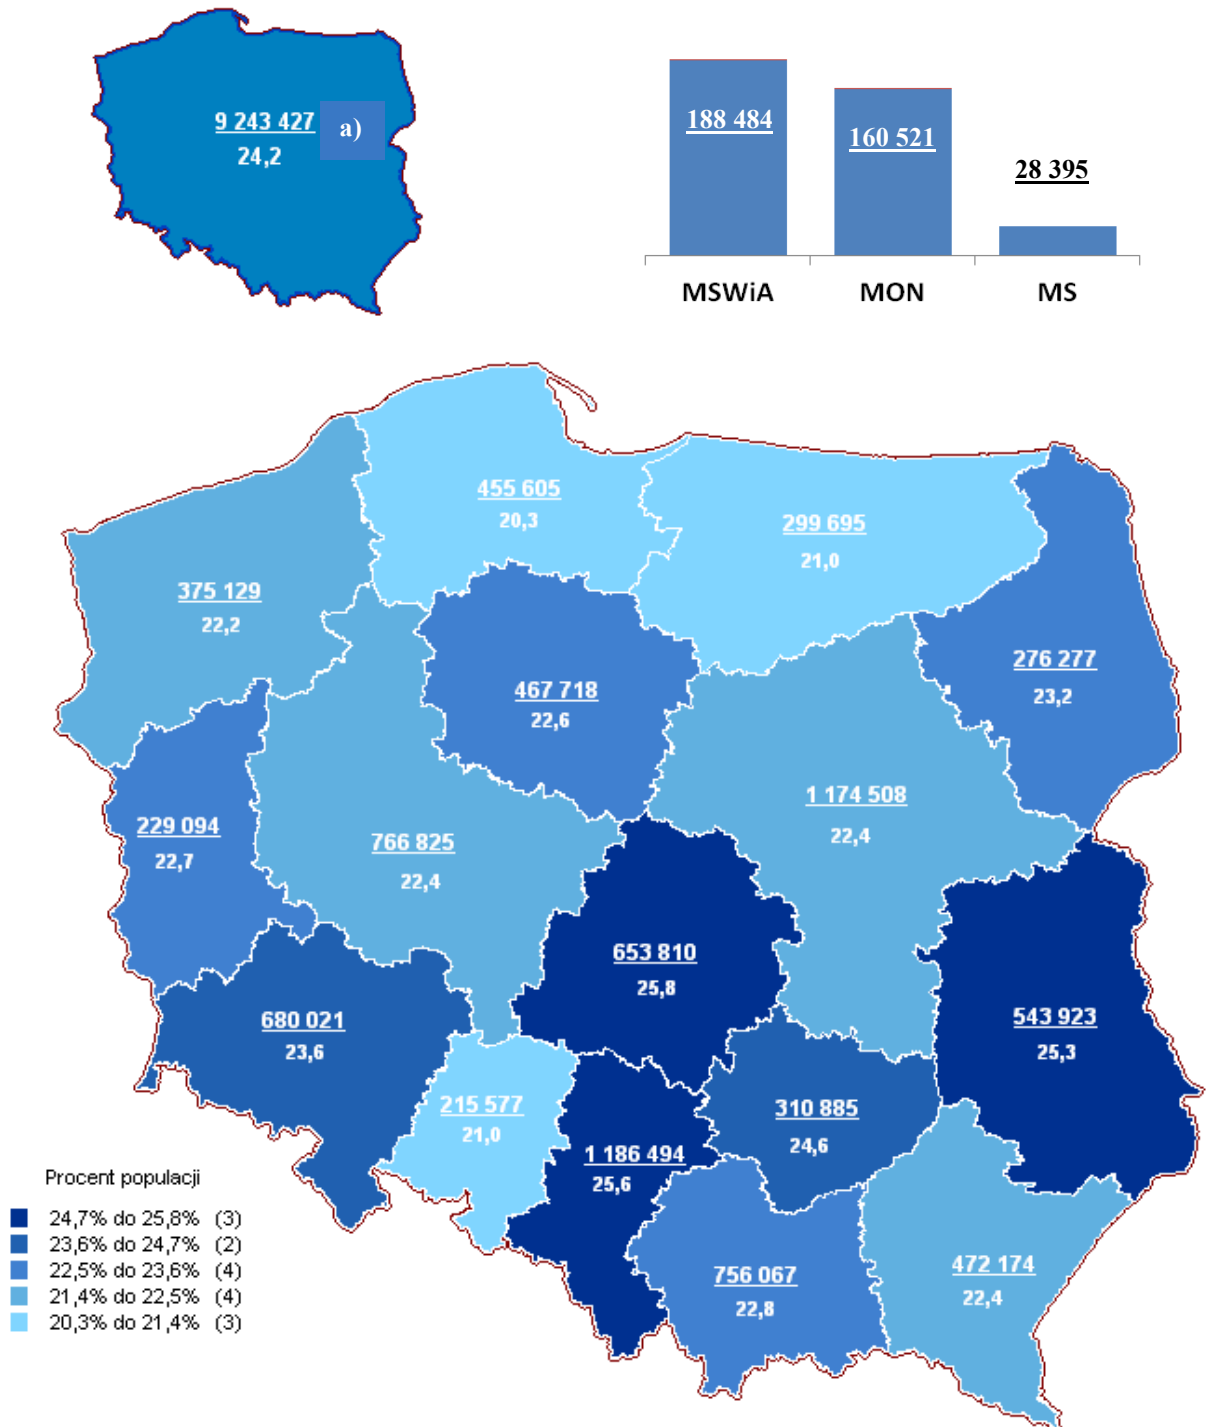 9 243 427
a)
24,2
188 484
160 521
28 395
MSWiA
MON
MS
455 605
20,3
299 695
21,0
375 129
22,2
276 277
23,2
467 718
22,6
1 174 508
22,4
229 094
22,7
766 825
22,4
653 810
25,8
680 021
23,6
543 923
25,3
215 577
21,0
310 885
24,6
1 186 494
25,6
472 174
22,4
756 067
22,8
Procent populacji
24,7% do 25,8% (3)
23,6% do 24,7% (2)
22,5% do 23,6% (4)
21,4% do 22,5% (4)
20,3% do 21,4% (3)